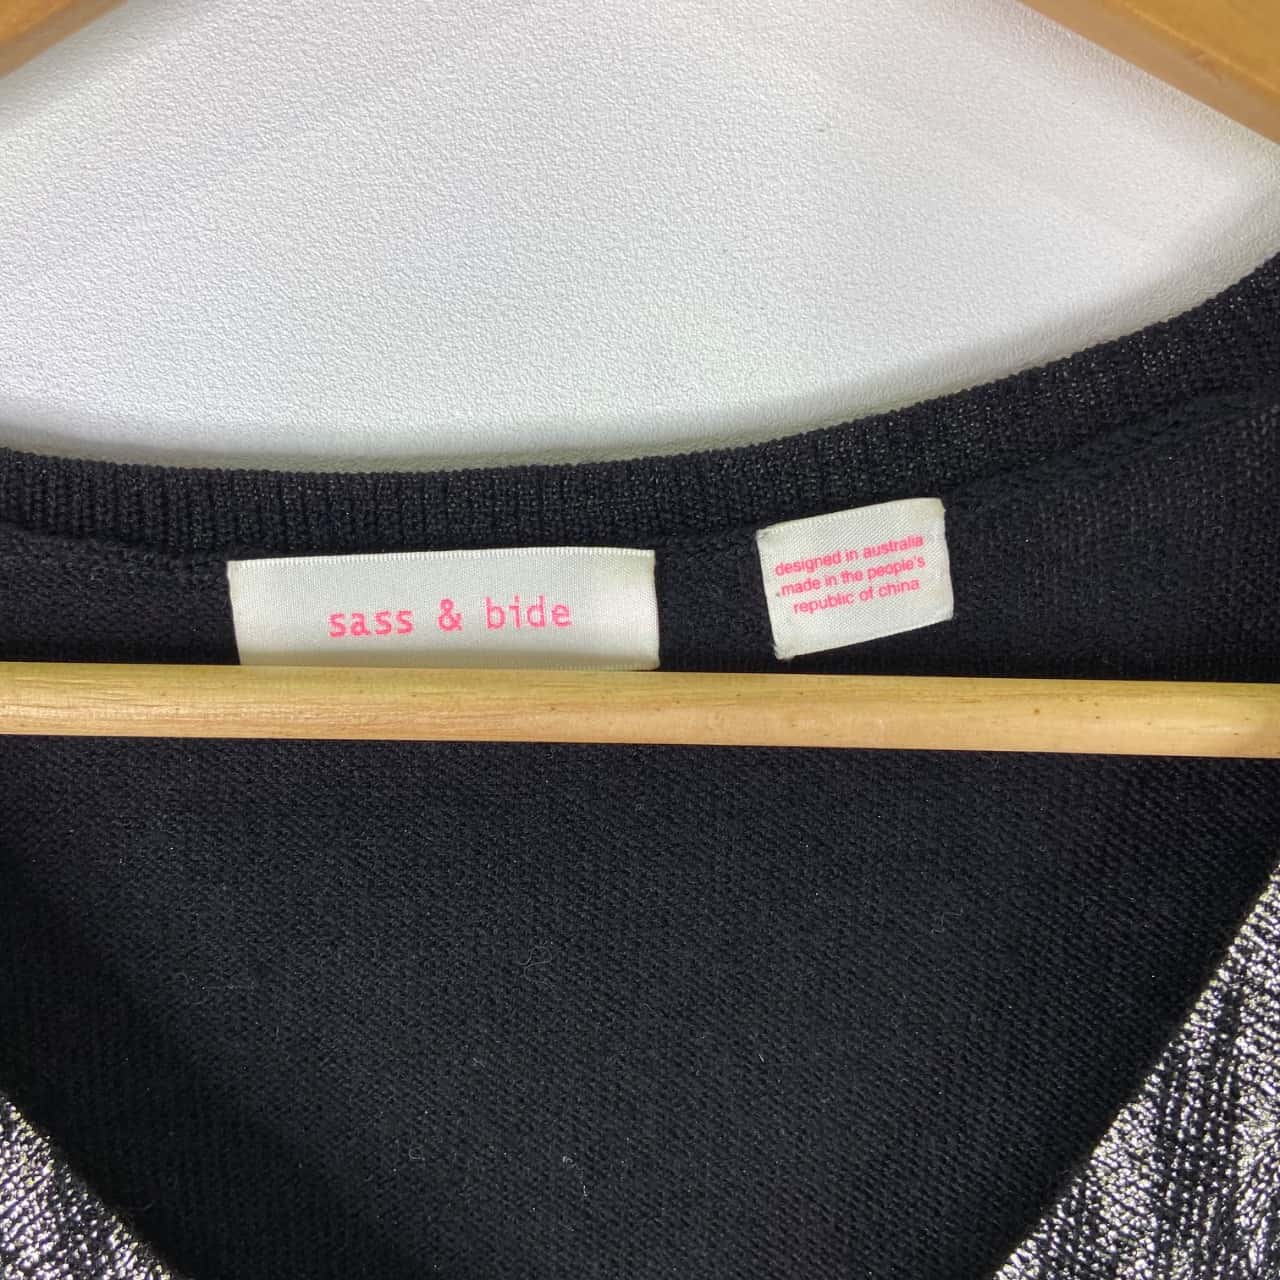 sass & bide
designed in australia
made in the people's
republic of china